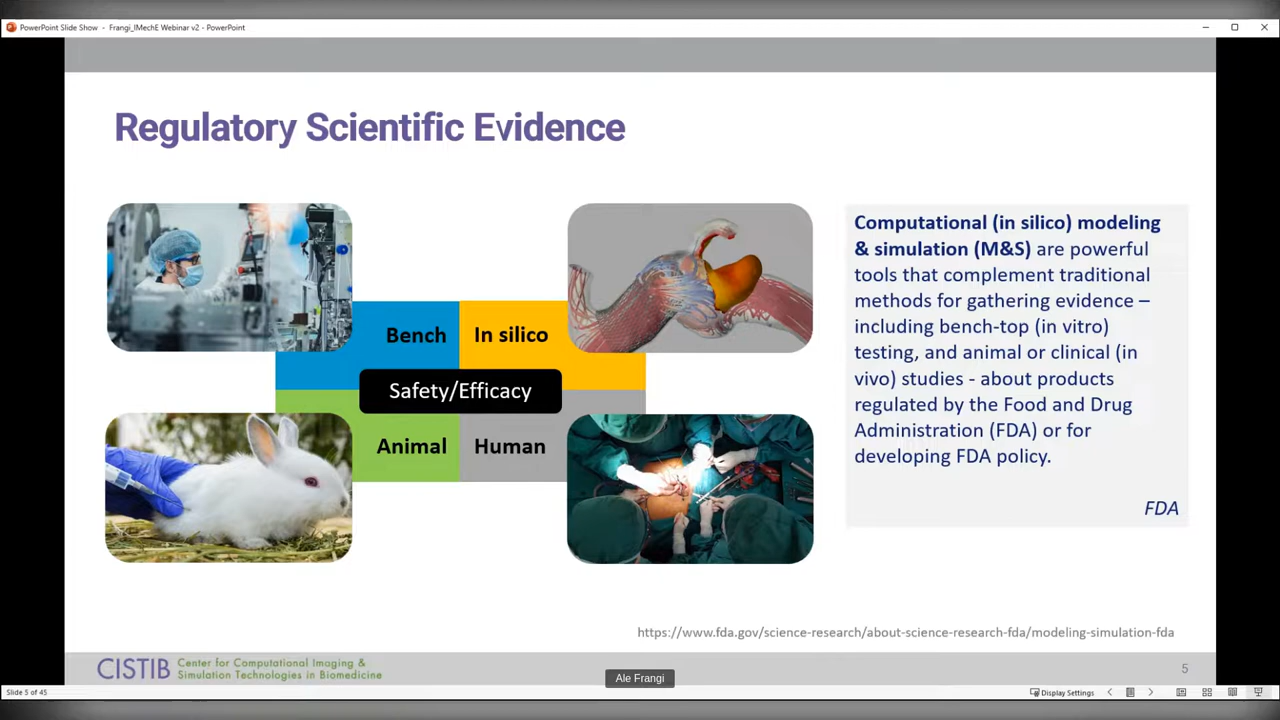 PowerPoint Slide Show - Frangi_IMechE Webinar v2 - PowerPoint
Regulatory Scientific Evidence
Bench
In silico
Safety/Efficacy
Animal
Human
Computational (in silico) modeling
& simulation (M&S) are powerful
tools that complement traditional
methods for gathering evidence –
including bench-top (in vitro)
testing, and animal or clinical (in
vivo) studies - about products
regulated by the Food and Drug
Administration (FDA) or for
developing FDA policy.
FDA
https://www.fda.gov/science-research/about-science-research-fda/modeling-simulation-fda
CISTIB
Center for Computational Imaging &
Simulation Technologies in Biomedicine
5
Ale Frangi
Slide 5 of 45
Display Settings